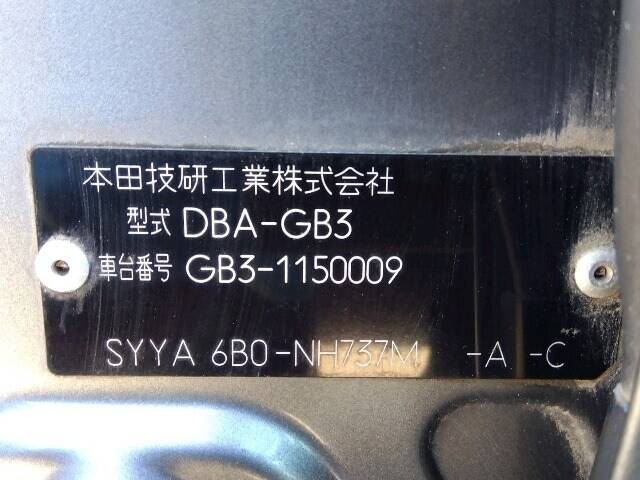 本田技研工業株式会社
型式 DBA-GB3
車台番号 GB3-1150009
SYYA 6B0-NH737M -A -C